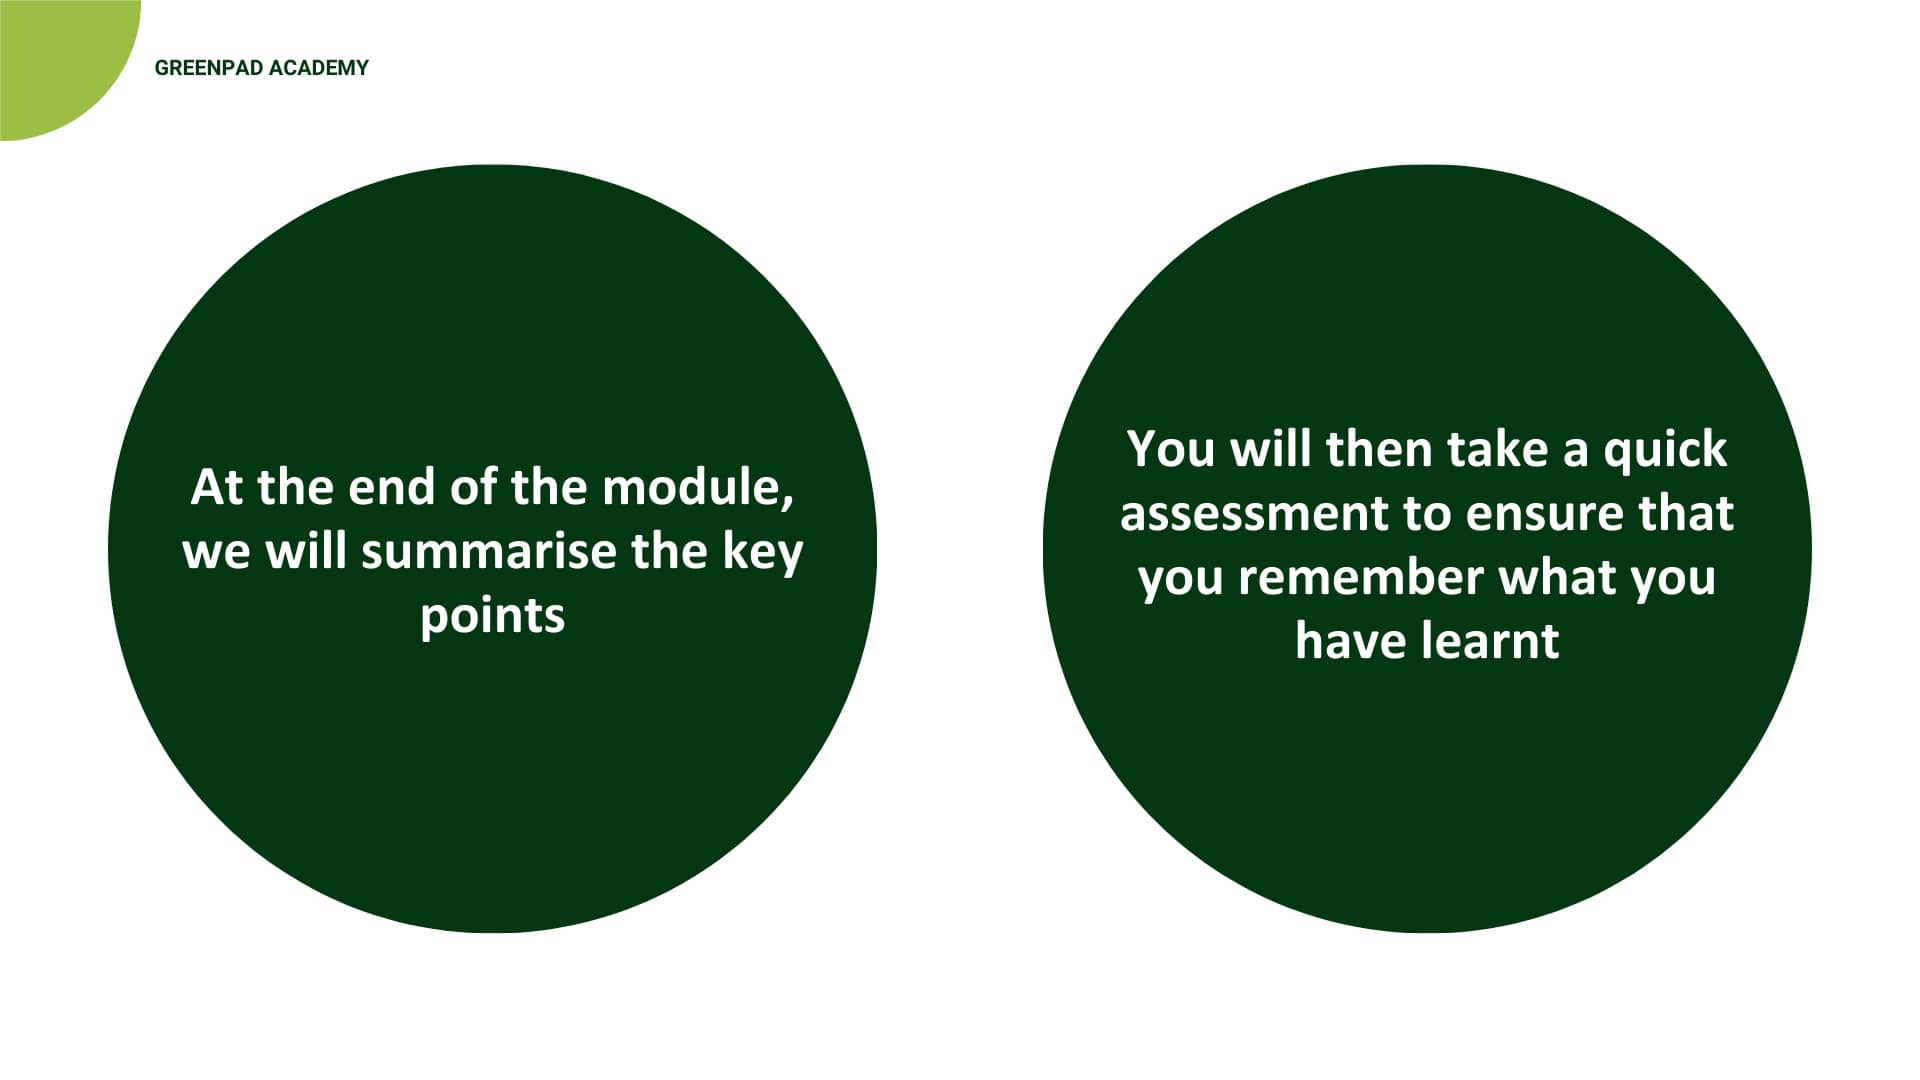 GREENPAD ACADEMY
At the end of the module,
we will summarise the key
points
You will then take a quick
assessment to ensure that
you remember what you
have learnt